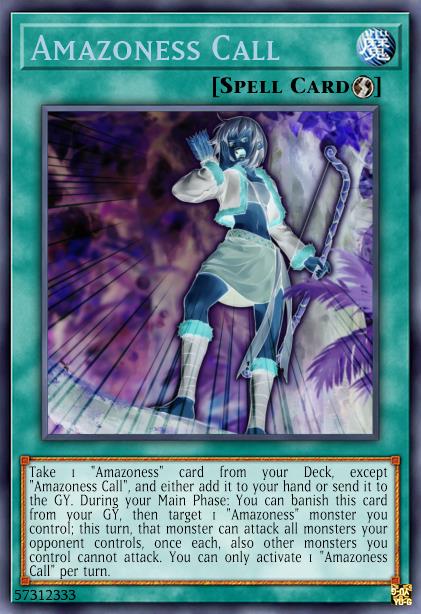 AMAZONESS CALL
魔
[SPELL CARD]
Take 1 "Amazoness" card from your Deck, except
"Amazoness Call", and either add it to your hand or send it to
the GY. During your Main Phase: You can banish this card
from your GY, then target 1 "Amazoness" monster you
control; this turn, that monster can attack all monsters your
opponent controls, once each, also other monsters you
control cannot attack. You can only activate 1 "Amazoness
Call" per turn.
57312333